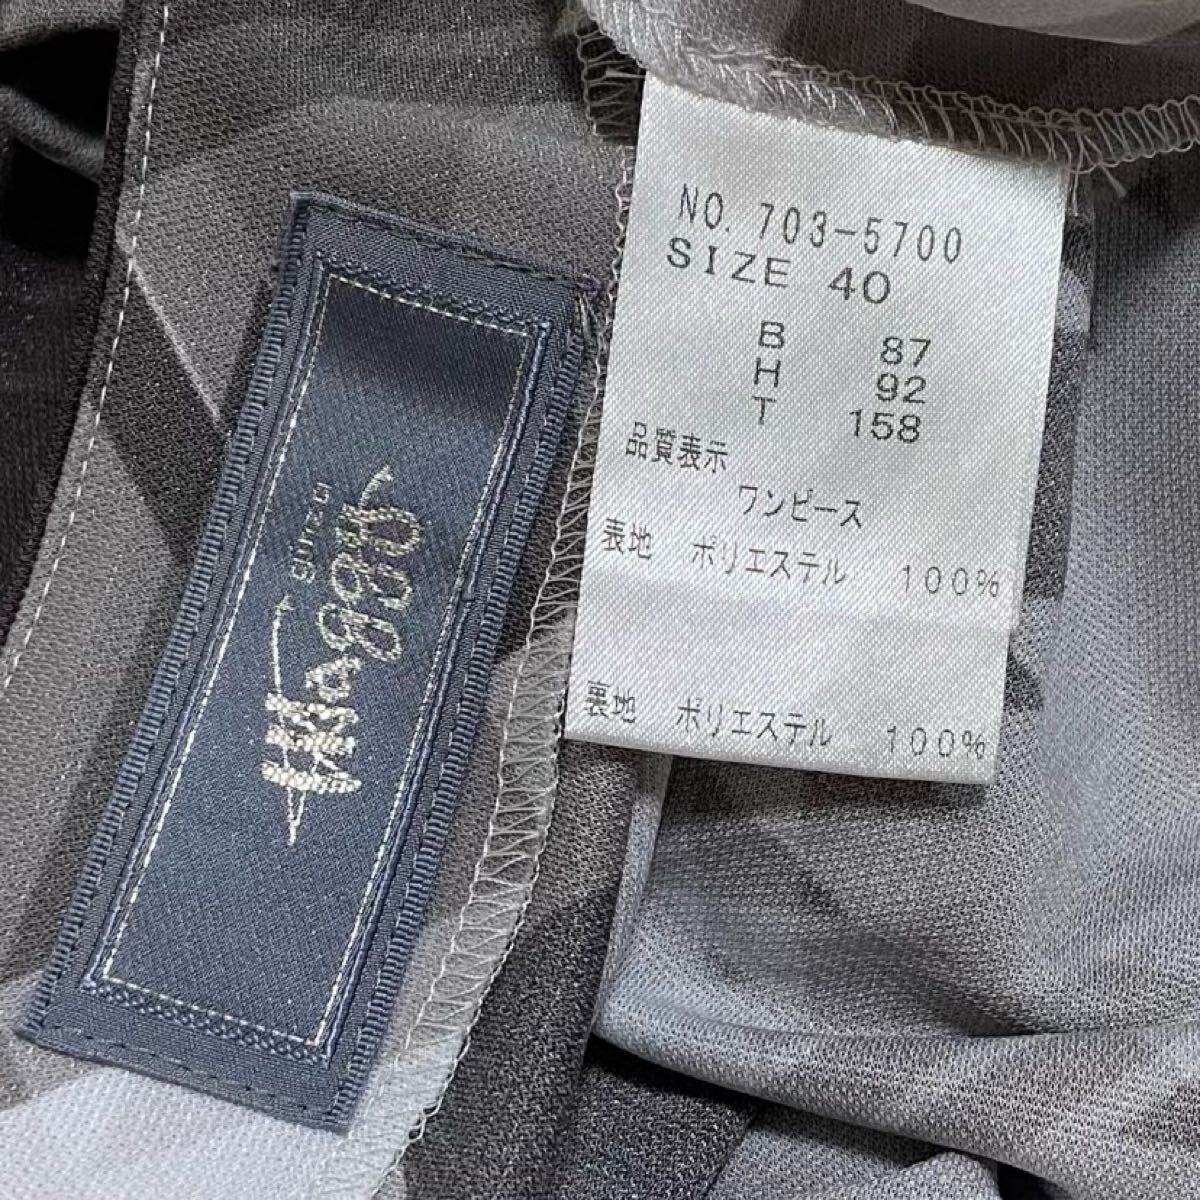 NO. 703-5700
SIZE 40
B 87
H 92
T 158
品質表示
ワンピース
表地 ポリエステル 100%
裏地 ポリエステル 100%